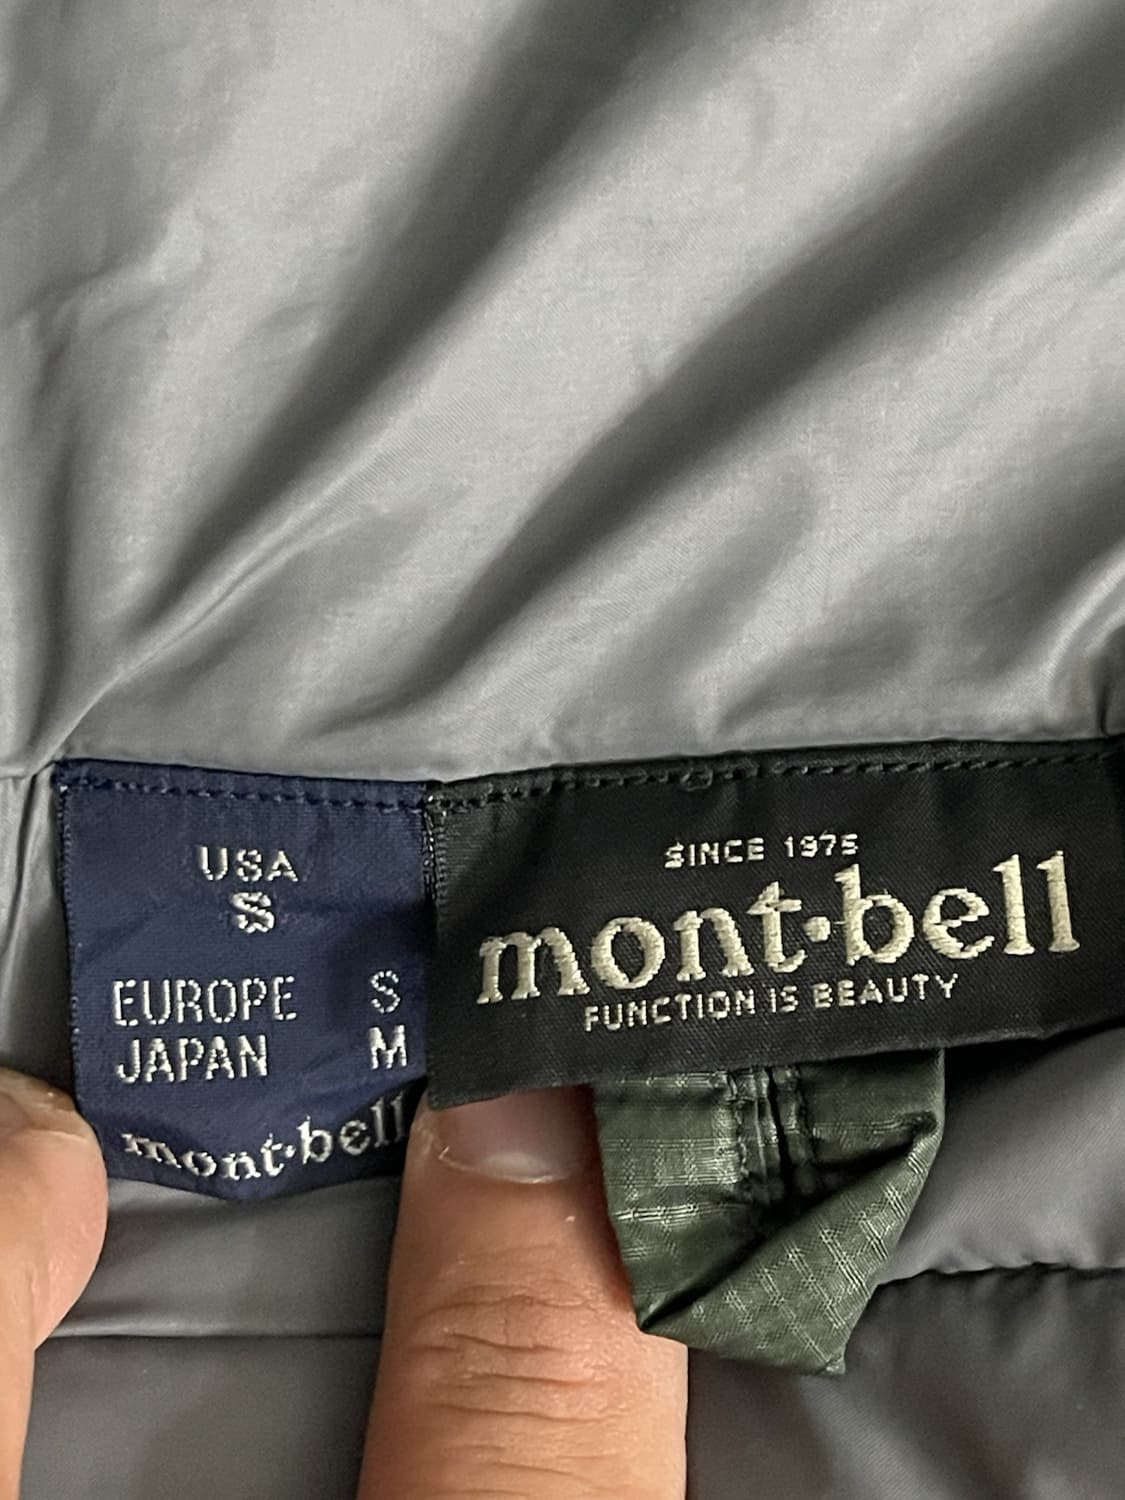 USA
S
EUROPE S
JAPAN M
mont·bell
SINCE 1975
mont·bell
FUNCTION IS BEAUTY